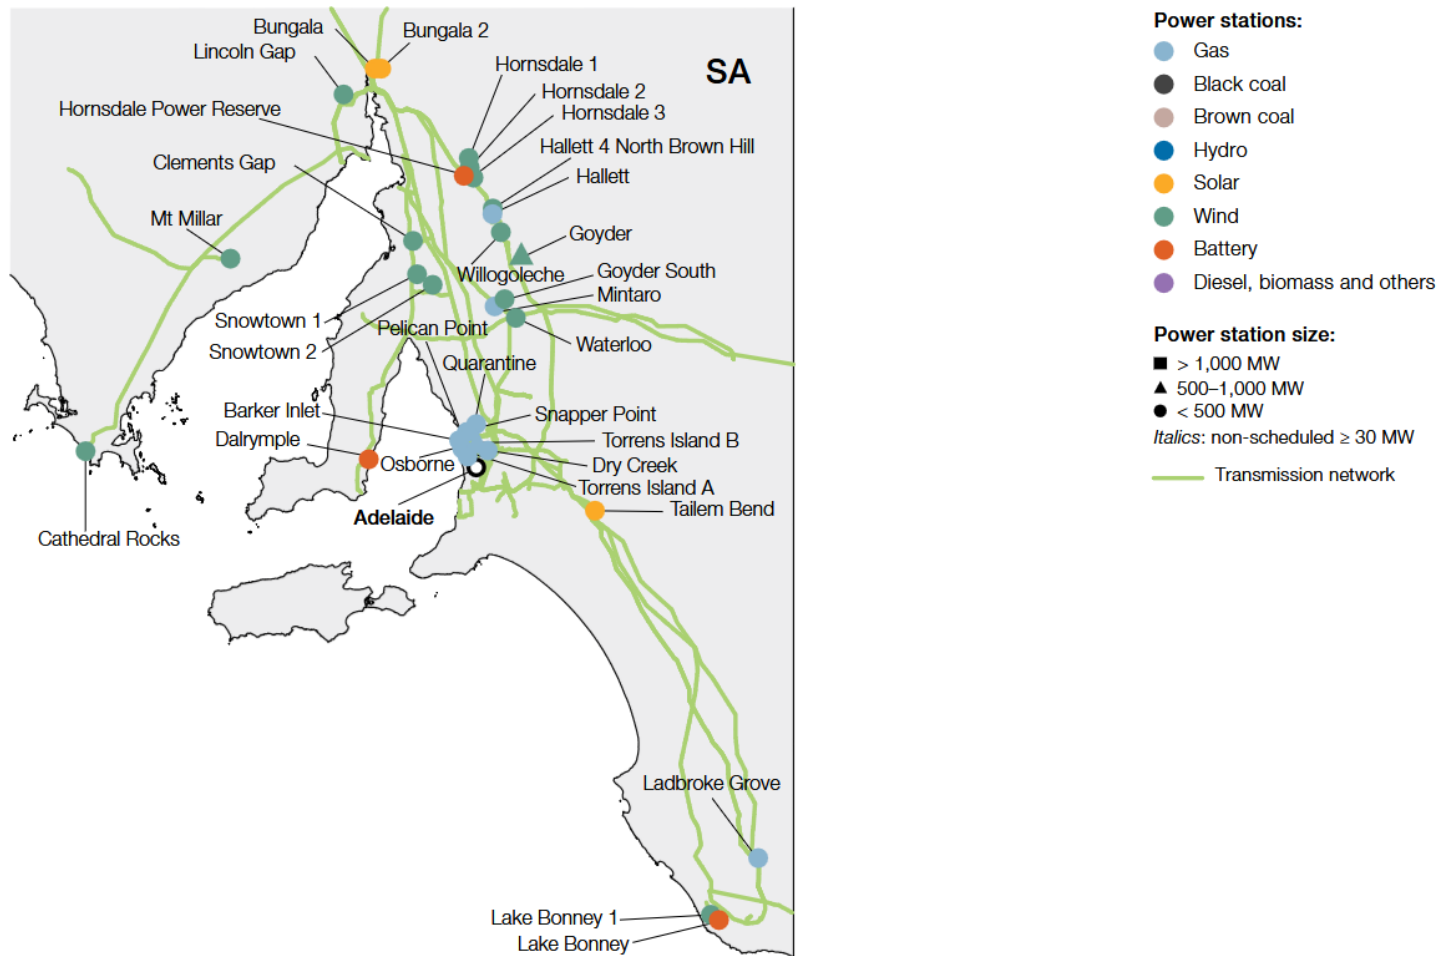 Bungala
Bungala 2
Lincoln Gap
Hornsdale 1
SA
Hornsdale 2
Hornsdale Power Reserve
Hornsdale 3
Hallett 4 North Brown Hill
Clements Gap
Hallett
Mt Millar
Goyder
Willogoleche
Goyder South
Mintaro
Snowtown 1
Pelican Point
Snowtown 2
Waterloo
Quarantine
Barker Inlet
Snapper Point
Dalrymple
Torrens Island B
Osborne
Dry Creek
Torrens Island A
Adelaide
Tailem Bend
Cathedral Rocks
Ladbroke Grove
Lake Bonney 1
Lake Bonney
Power stations:
Gas
Black coal
Brown coal
Hydro
Solar
Wind
Battery
Diesel, biomass and others
Power station size:
> 1,000 MW
500–1,000 MW
< 500 MW
Italics: non-scheduled ≥ 30 MW
Transmission network